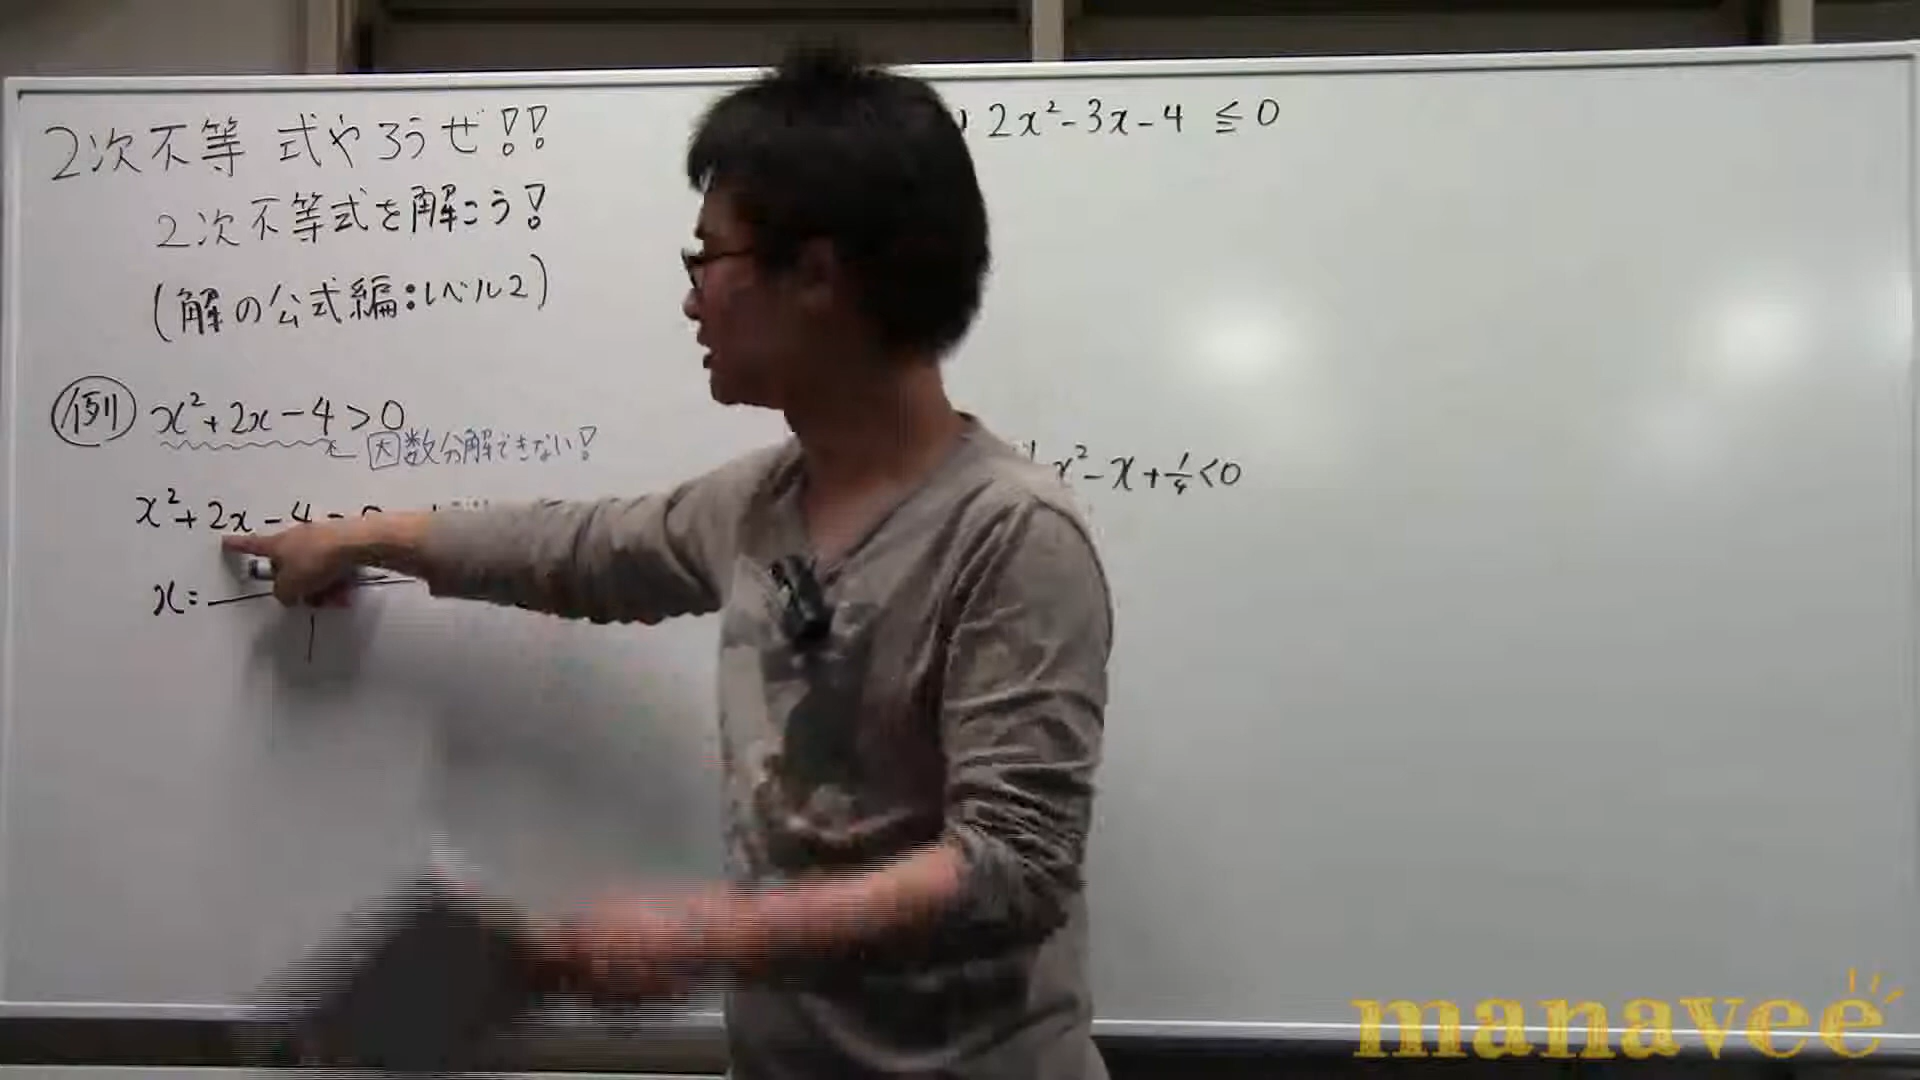 2次不等式やろうぜ!!
2次不等式を解こう!
(解の公式編:レベル2)
例 x²+2x-4>0
← 因数分解できない!
x²+2x-4=0
x=
1
) 2x²-3x-4 ≦ 0
x²-x+1/4<0
manavee